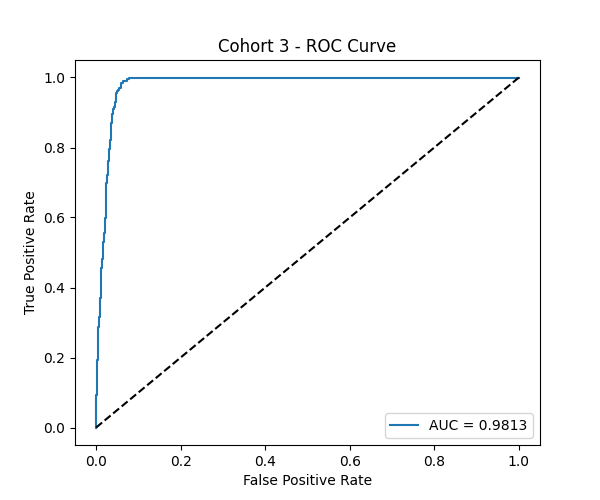 Cohort 3 - ROC Curve
True Positive Rate
1.0
0.8
0.6
0.4
0.2
0.0
0.0 0.2 0.4 0.6 0.8 1.0
False Positive Rate
AUC = 0.9813